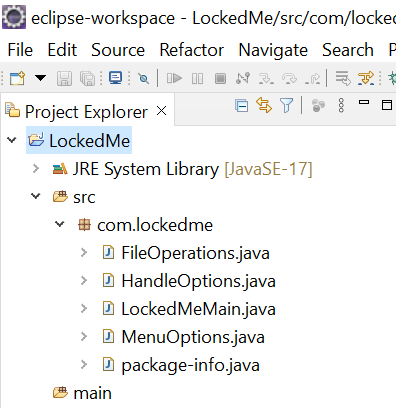 eclipse-workspace - LockedMe/src/com/locked
File Edit Source Refactor Navigate Search
Project Explorer
LockedMe
JRE System Library [JavaSE-17]
src
com.lockedme
FileOperations.java
HandleOptions.java
LockedMeMain.java
MenuOptions.java
package-info.java
main